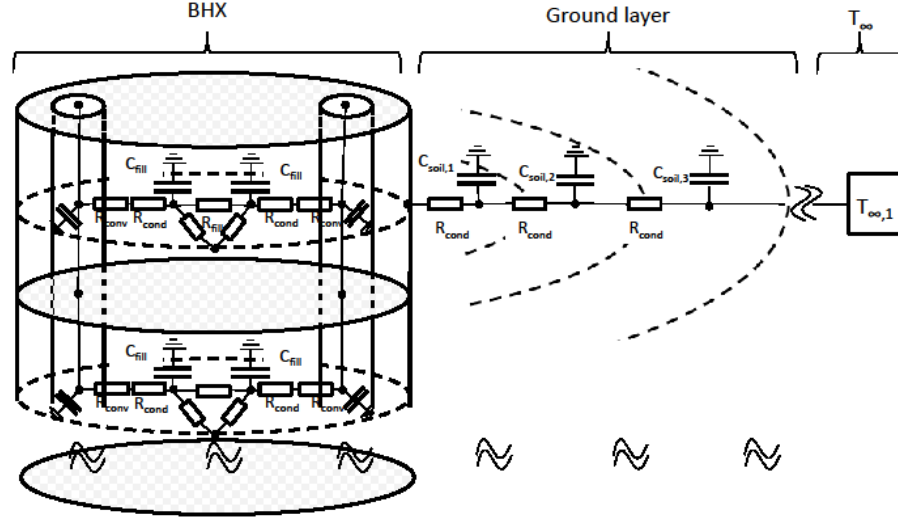 BHX
Ground layer
T∞
Cfill
Cfill
Csoil,1
Csoil,2
Csoil,3
Rconv
Rcond
Rfill
Rcond
Rconv
Rcond
Rcond
Rcond
T∞,1
Cfill
Cfill
Rconv
Rcond
Rcond
Rconv